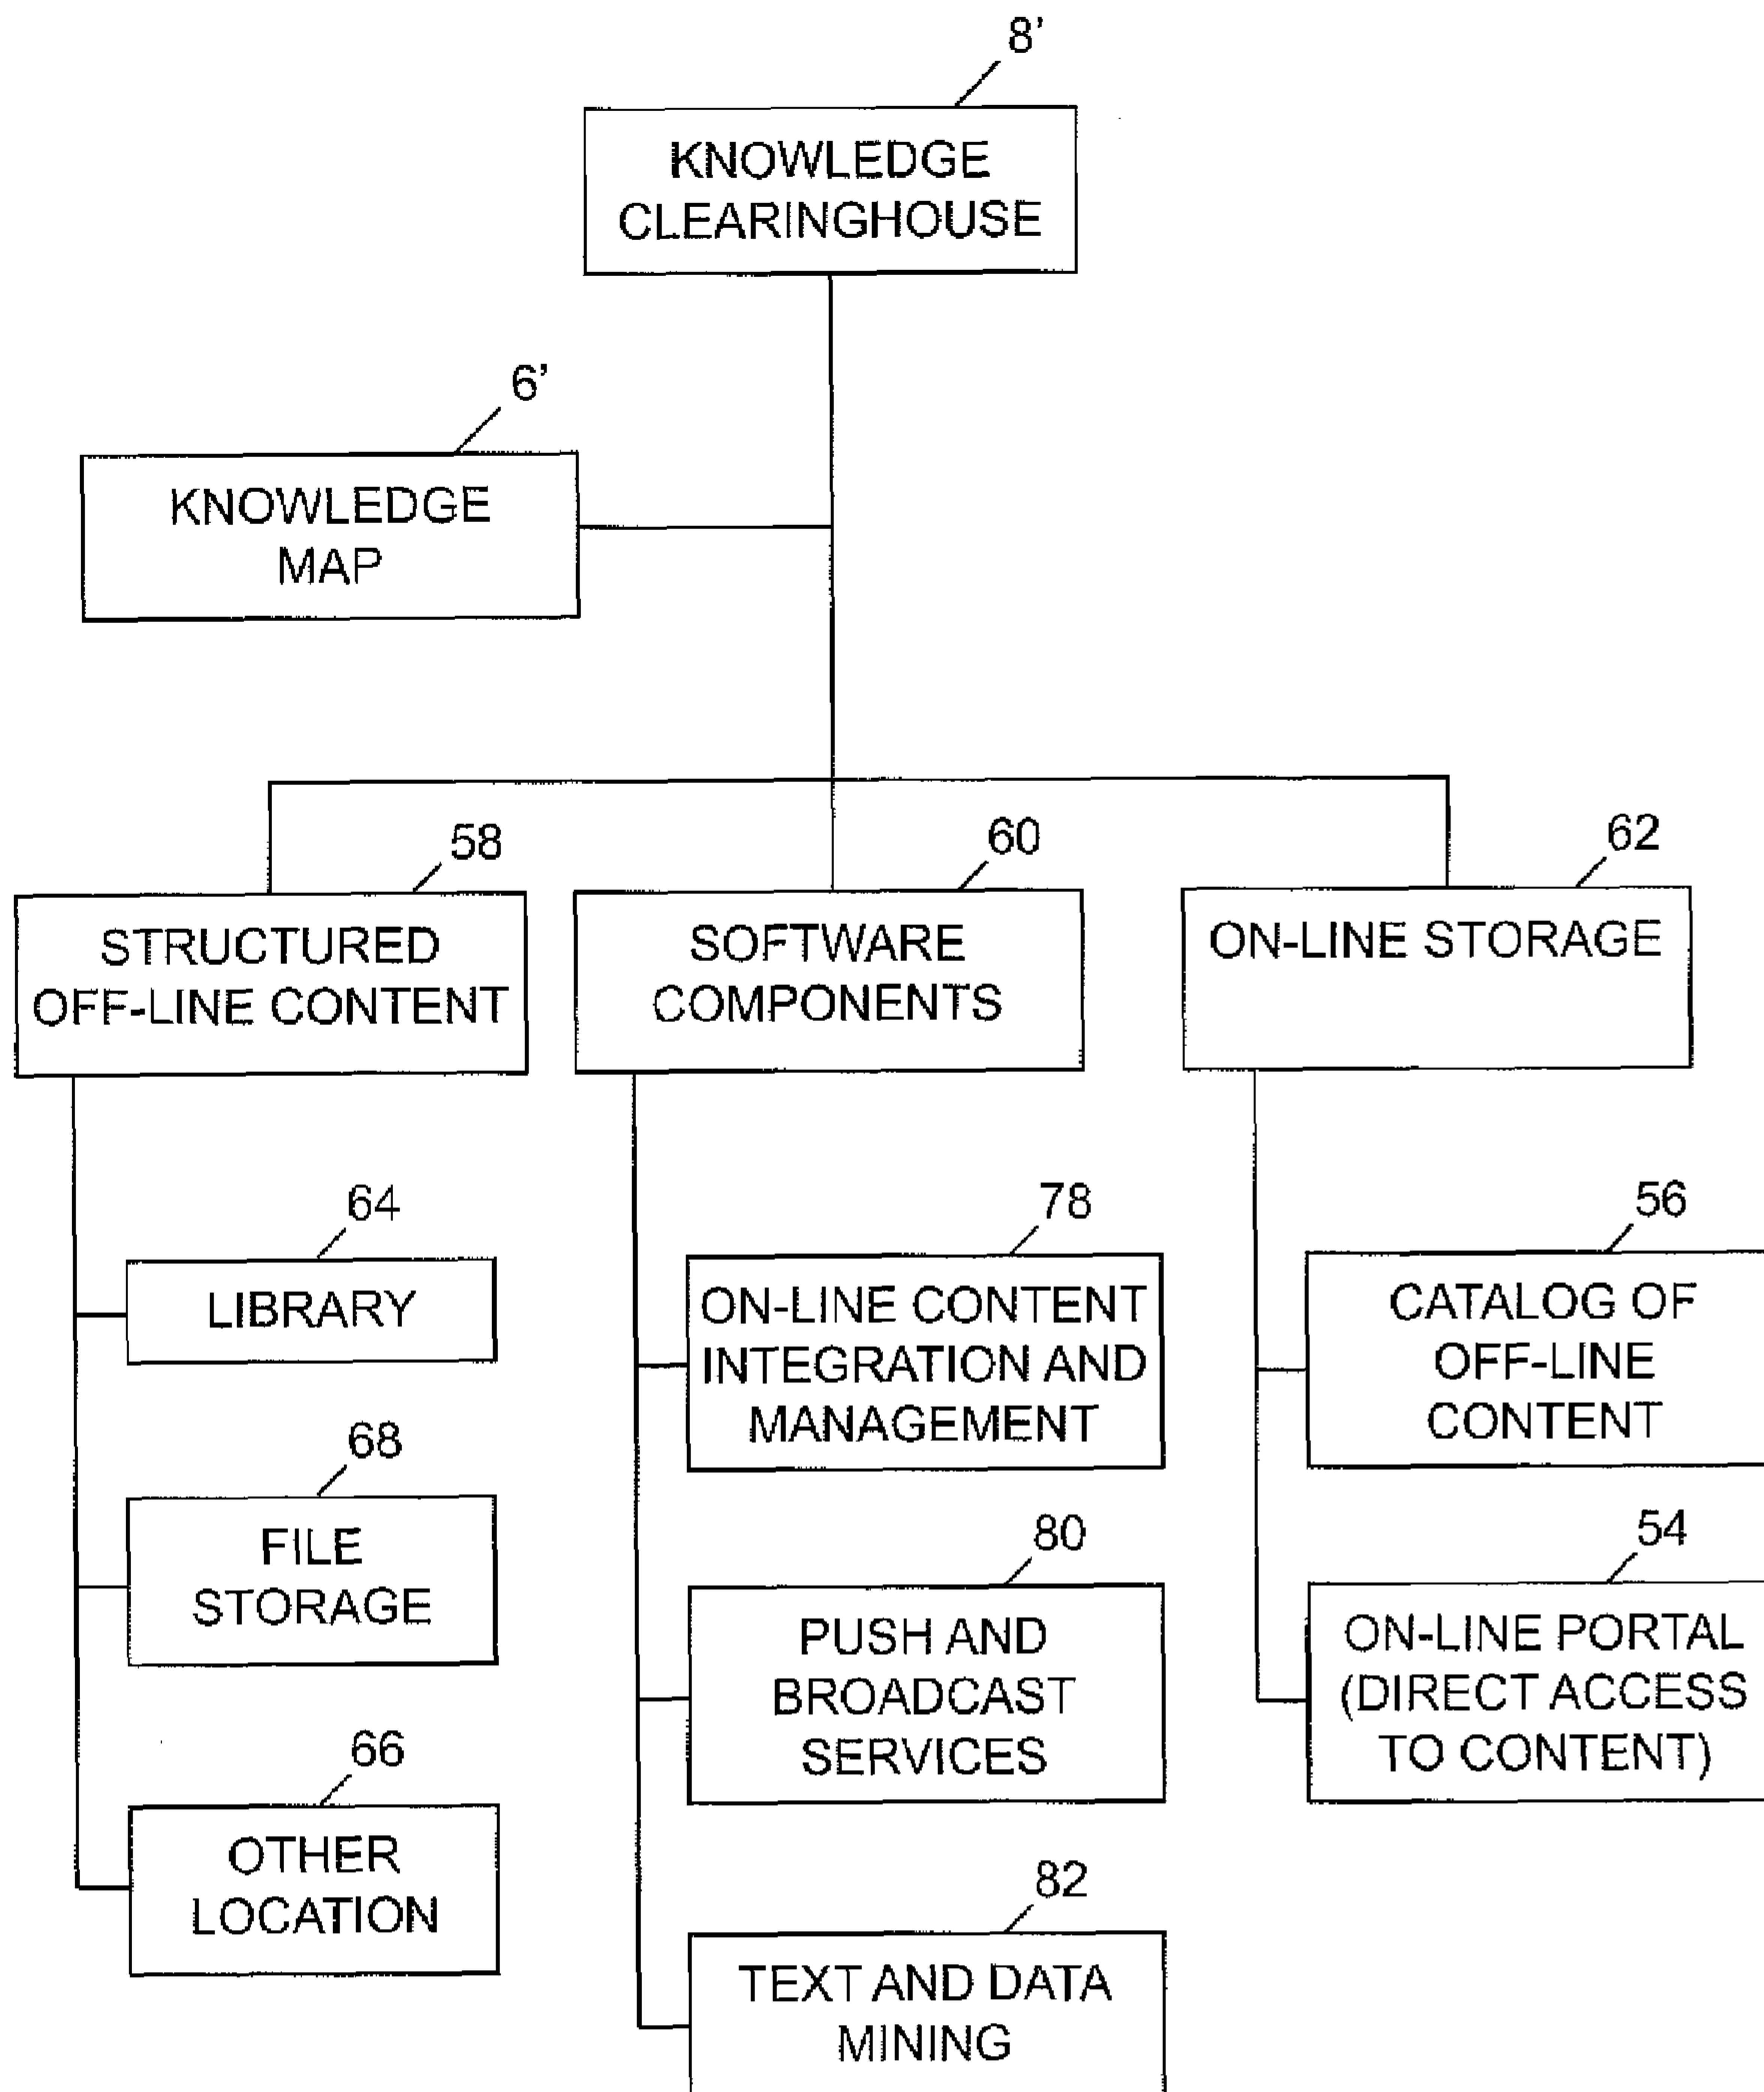 8’
KNOWLEDGE
CLEARINGHOUSE
6’
KNOWLEDGE
MAP
58
STRUCTURED
OFF-LINE CONTENT
60
SOFTWARE
COMPONENTS
62
ON-LINE STORAGE
64
LIBRARY
68
FILE
STORAGE
66
OTHER
LOCATION
78
ON-LINE CONTENT
INTEGRATION AND
MANAGEMENT
80
PUSH AND
BROADCAST
SERVICES
82
TEXT AND DATA
MINING
56
CATALOG OF
OFF-LINE
CONTENT
54
ON-LINE PORTAL
(DIRECT ACCESS
TO CONTENT)